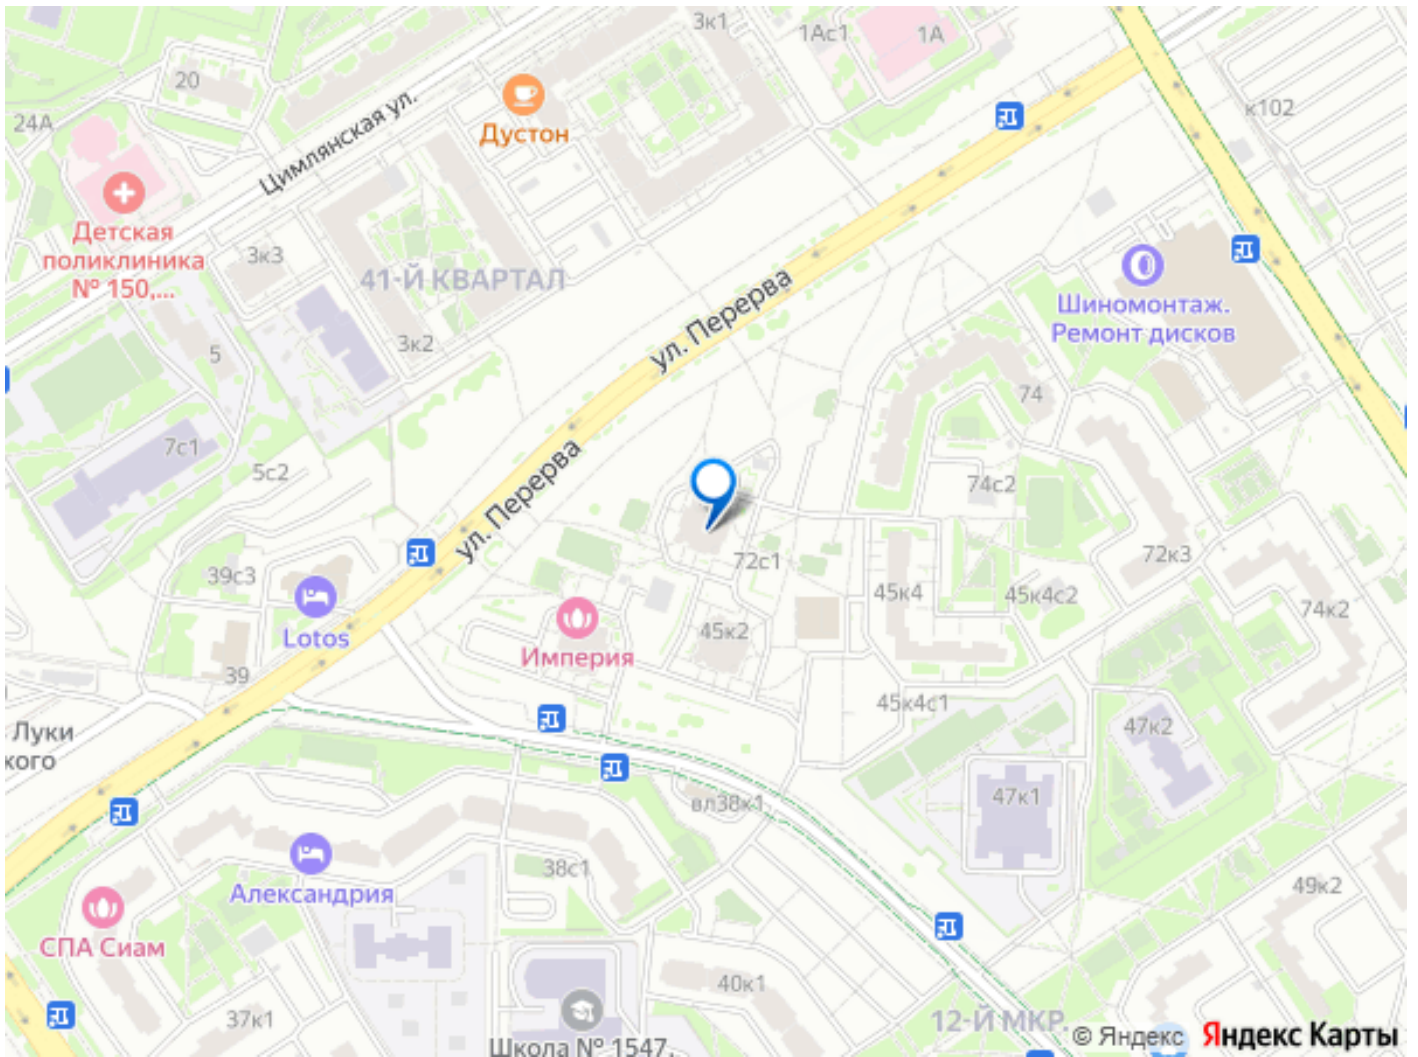 3к1
1Ас1
1А
20
24А
Дустон
к102
Цимлянская ул.
Детская
поликлиника
№ 150,...
3к3
41-Й КВАРТАЛ
Шиномонтаж.
Ремонт дисков
ул. Перерва
3к2
5
74
7с1
5с2
ул. Перерва
74с2
72с1
72к3
39с3
45к4
45к4с2
74к2
Lotos
45к2
Империя
39
45к4с1
Луки
кого
47к2
вл38к1
47к1
38с1
Александрия
49к2
СПА Сиам
40к1
37к1
12-Й МКР.
Школа № 1547,
© Яндекс Яндекс Карты